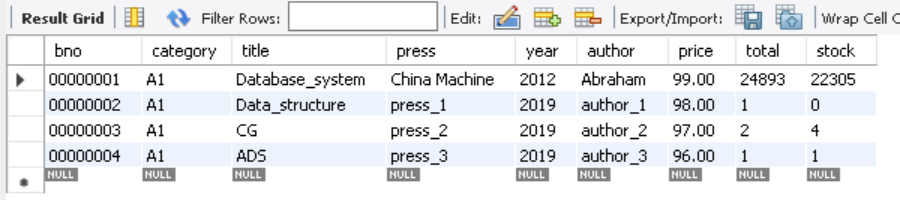 Result Grid Filter Rows: Edit: Export/Import: Wrap Cell C
bno category title press year author price total stock
00000001 A1 Database_system China Machine 2012 Abraham 99.00 24893 22305
00000002 A1 Data_structure press_1 2019 author_1 98.00 1 0
00000003 A1 CG press_2 2019 author_2 97.00 2 4
00000004 A1 ADS press_3 2019 author_3 96.00 1 1
NULL NULL NULL NULL NULL NULL NULL NULL NULL